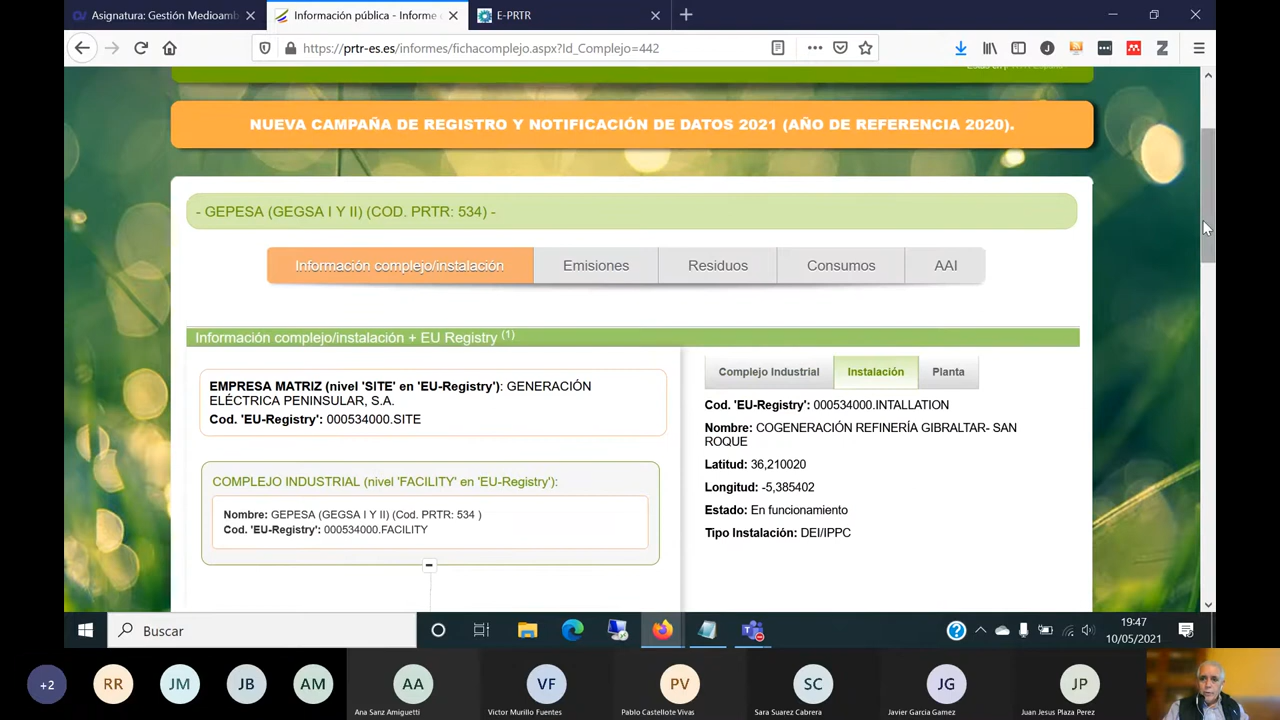 Asignatura: Gestión Medioamb
Información pública - Informe
E-PRTR
https://prtr-es.es/informes/fichacomplejo.aspx?Id_Complejo=442
NUEVA CAMPAÑA DE REGISTRO Y NOTIFICACIÓN DE DATOS 2021 (AÑO DE REFERENCIA 2020).
- GEPESA (GEGSA I Y II) (COD. PRTR: 534) -
Información complejo/instalación
Emisiones
Residuos
Consumos
AAI
Información complejo/instalación + EU Registry (1)
EMPRESA MATRIZ (nivel 'SITE' en 'EU-Registry'): GENERACIÓN
ELÉCTRICA PENINSULAR, S.A.
Cod. 'EU-Registry': 000534000.SITE
COMPLEJO INDUSTRIAL (nivel 'FACILITY' en 'EU-Registry'):
Nombre: GEPESA (GEGSA I Y II) (Cod. PRTR: 534 )
Cod. 'EU-Registry': 000534000.FACILITY
Complejo Industrial
Instalación
Planta
Cod. 'EU-Registry': 000534000.INTALLATION
Nombre: COGENERACIÓN REFINERÍA GIBRALTAR- SAN
ROQUE
Latitud: 36,210020
Longitud: -5,385402
Estado: En funcionamiento
Tipo Instalación: DEI/IPPC
Buscar
19:47
10/05/2021
+2
RR
JM
JB
AM
AA
VF
PV
SC
JG
JP
Ana Sanz Amiguetti
Victor Murillo Fuentes
Pablo Castellote Vivas
Sara Suarez Cabrera
Javier Garcia Gamez
Juan Jesus Plaza Perez